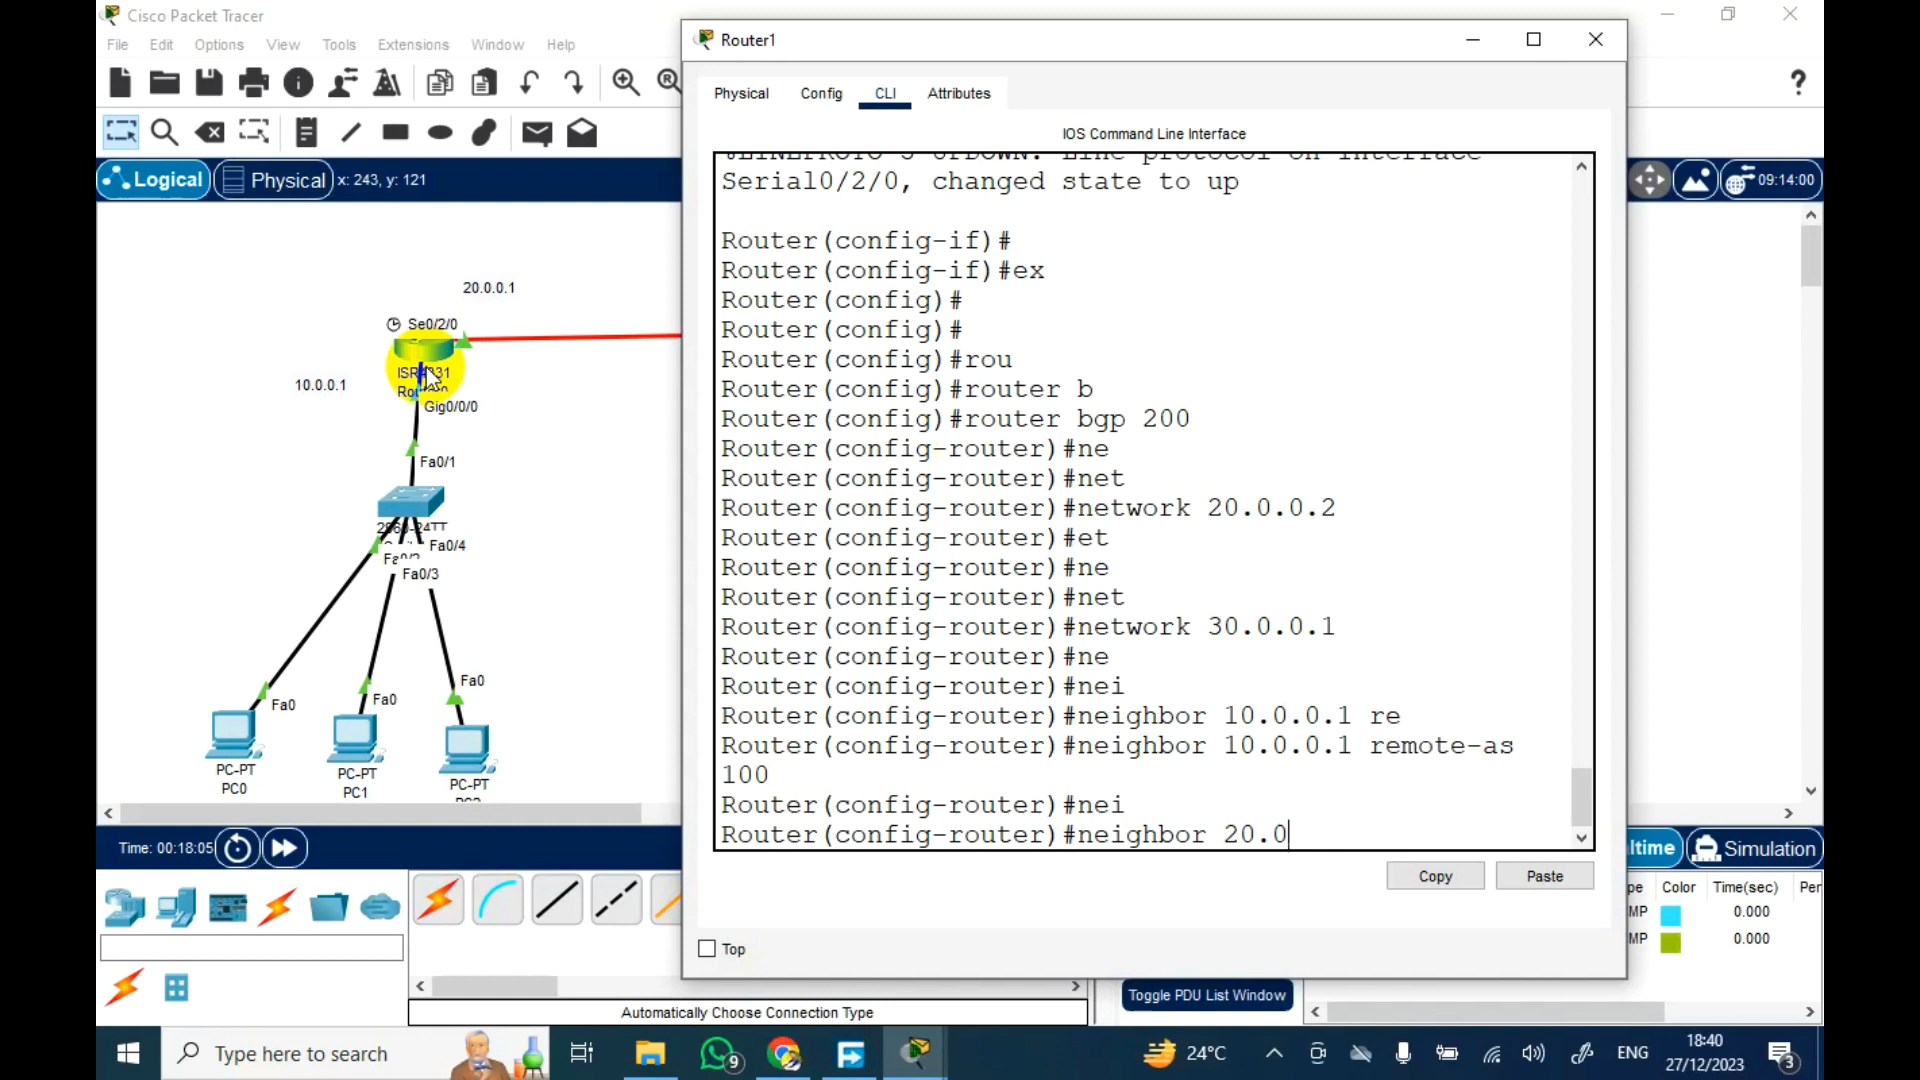 Cisco Packet Tracer
File Edit Options View Tools Extensions Window Help
Logical
Physical
x: 243, y: 121
09:14:00
20.0.0.1
Se0/2/0
10.0.0.1
Gig0/0/0
Fa0/1
Fa0/4
Fa0/3
Fa0
Fa0
Fa0
PC-PT
PC0
PC-PT
PC1
PC-PT
Router1
Physical Config CLI Attributes
IOS Command Line Interface
Serial0/2/0, changed state to up
Router(config-if)#
Router(config-if)#ex
Router(config)#
Router(config)#
Router(config)#rou
Router(config)#router b
Router(config)#router bgp 200
Router(config-router)#ne
Router(config-router)#net
Router(config-router)#network 20.0.0.2
Router(config-router)#et
Router(config-router)#ne
Router(config-router)#net
Router(config-router)#network 30.0.0.1
Router(config-router)#ne
Router(config-router)#nei
Router(config-router)#neighbor 10.0.0.1 re
Router(config-router)#neighbor 10.0.0.1 remote-as
100
Router(config-router)#nei
Router(config-router)#neighbor 20.0
Copy
Paste
Top
Time: 00:18:05
ltime
Simulation
pe Color Time(sec) Per
MP 0.000
MP 0.000
Toggle PDU List Window
Automatically Choose Connection Type
Type here to search
9
24°C
ENG
18:40
27/12/2023
3